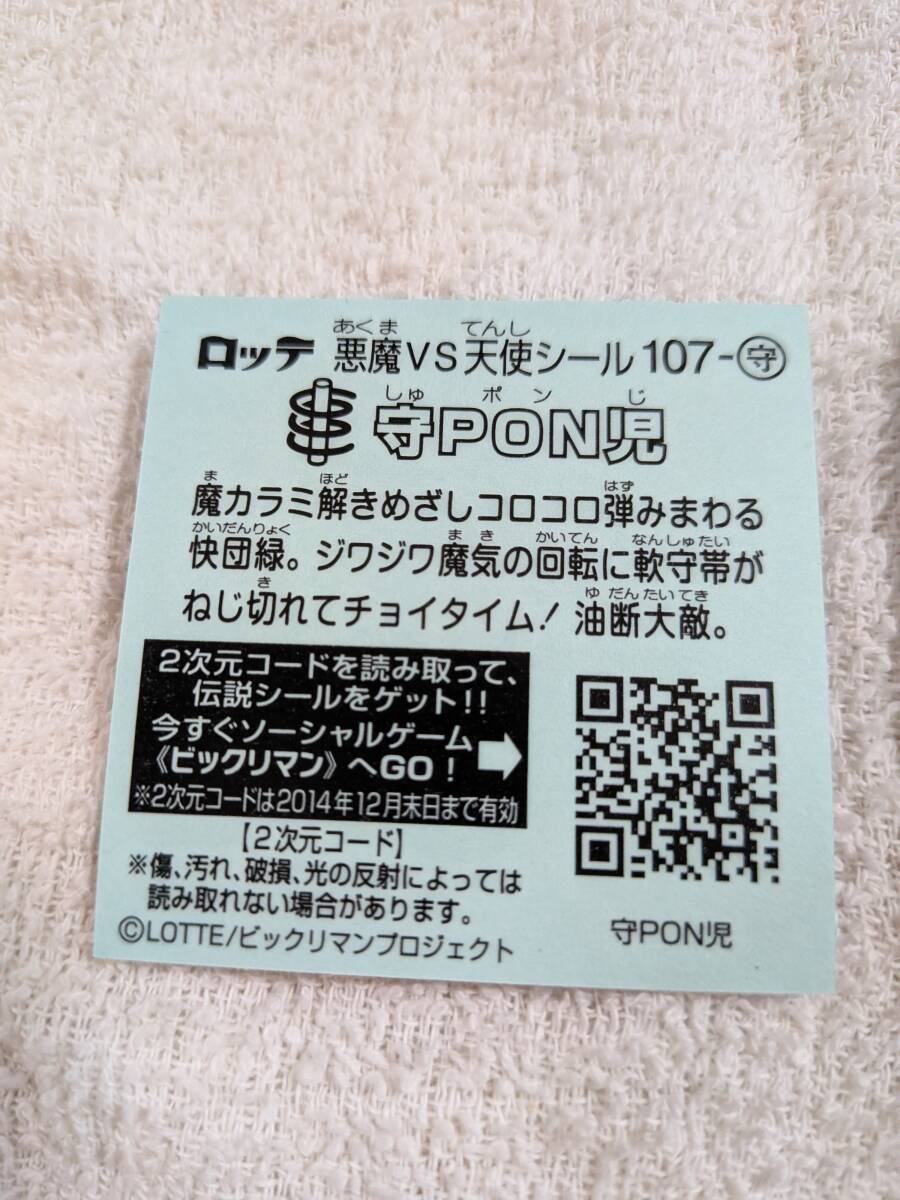 ロッテ 悪魔VS天使シール 107-守
守PON児
魔カラミ解きめざしコロコロ弾みまわる
快団緑。ジワジワ魔気の回転に軟守帯が
ねじ切れてチョイタイム!油断大敵。
2次元コードを読み取って、
伝説シールをゲット!!
今すぐソーシャルゲーム
《ビックリマン》へGO!
※2次元コードは2014年12月末日まで有効
【2次元コード】
※傷、汚れ、破損、光の反射によっては
読み取れない場合があります。
©LOTTE/ビックリマンプロジェクト
守PON児